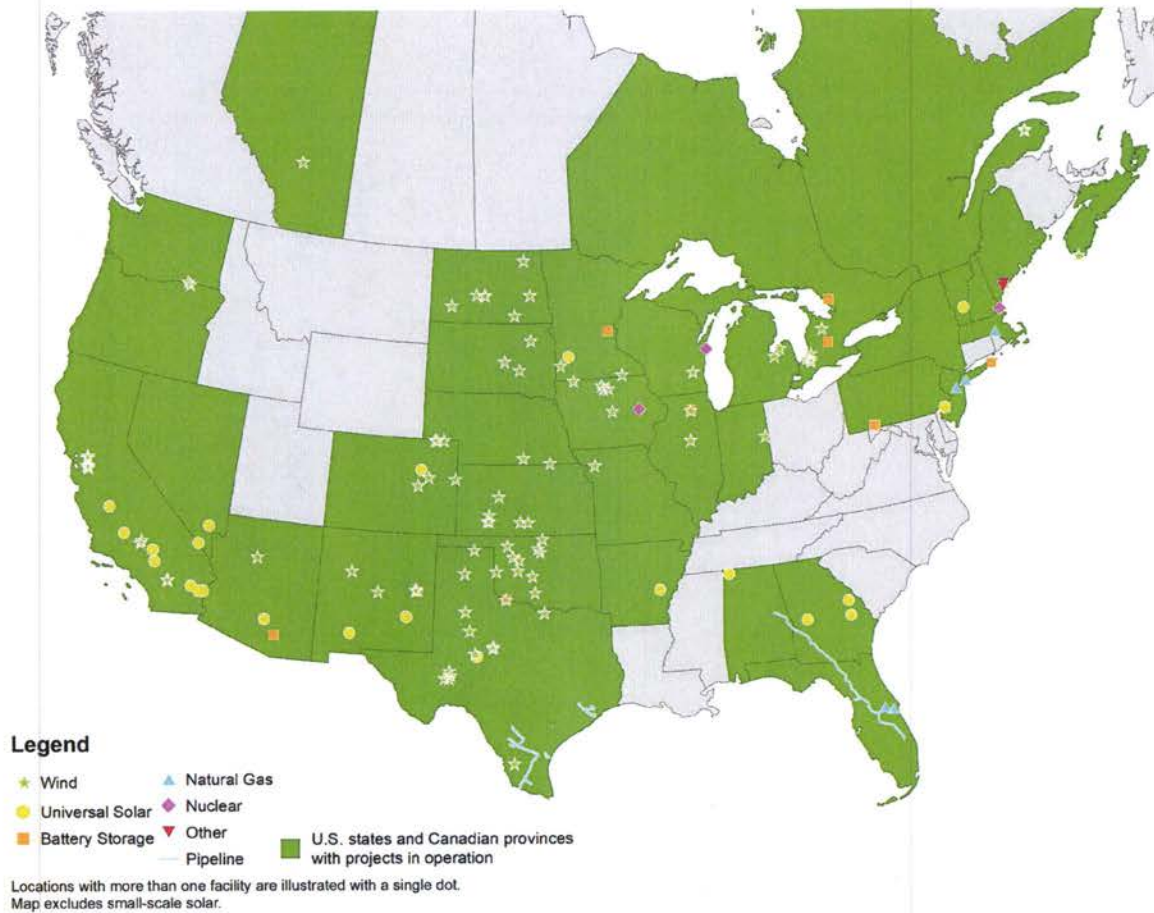 Legend
Wind
Universal Solar
Battery Storage
Natural Gas
Nuclear
Other
Pipeline
U.S. states and Canadian provinces
with projects in operation
Locations with more than one facility are illustrated with a single dot.
Map excludes small-scale solar.